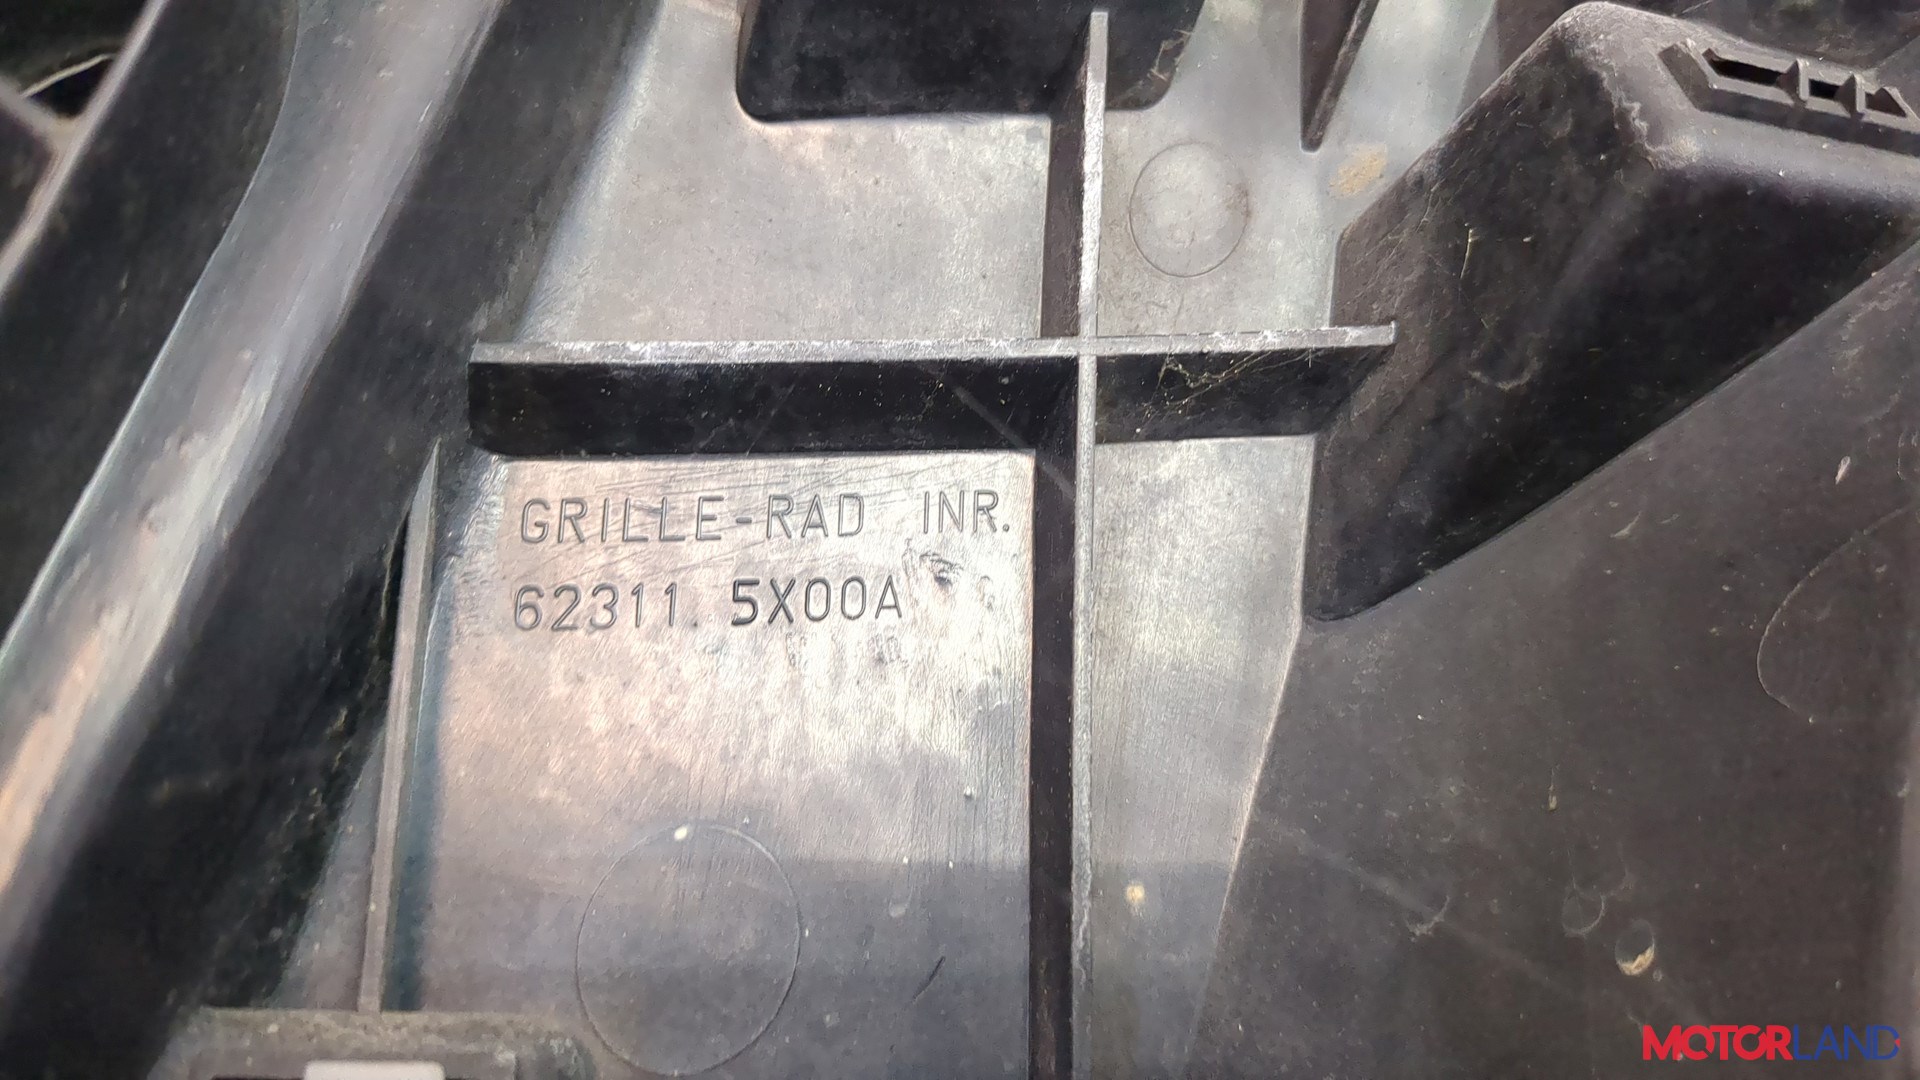 GRILLE-RAD INR.
62311. 5X00A
MOTORLAND